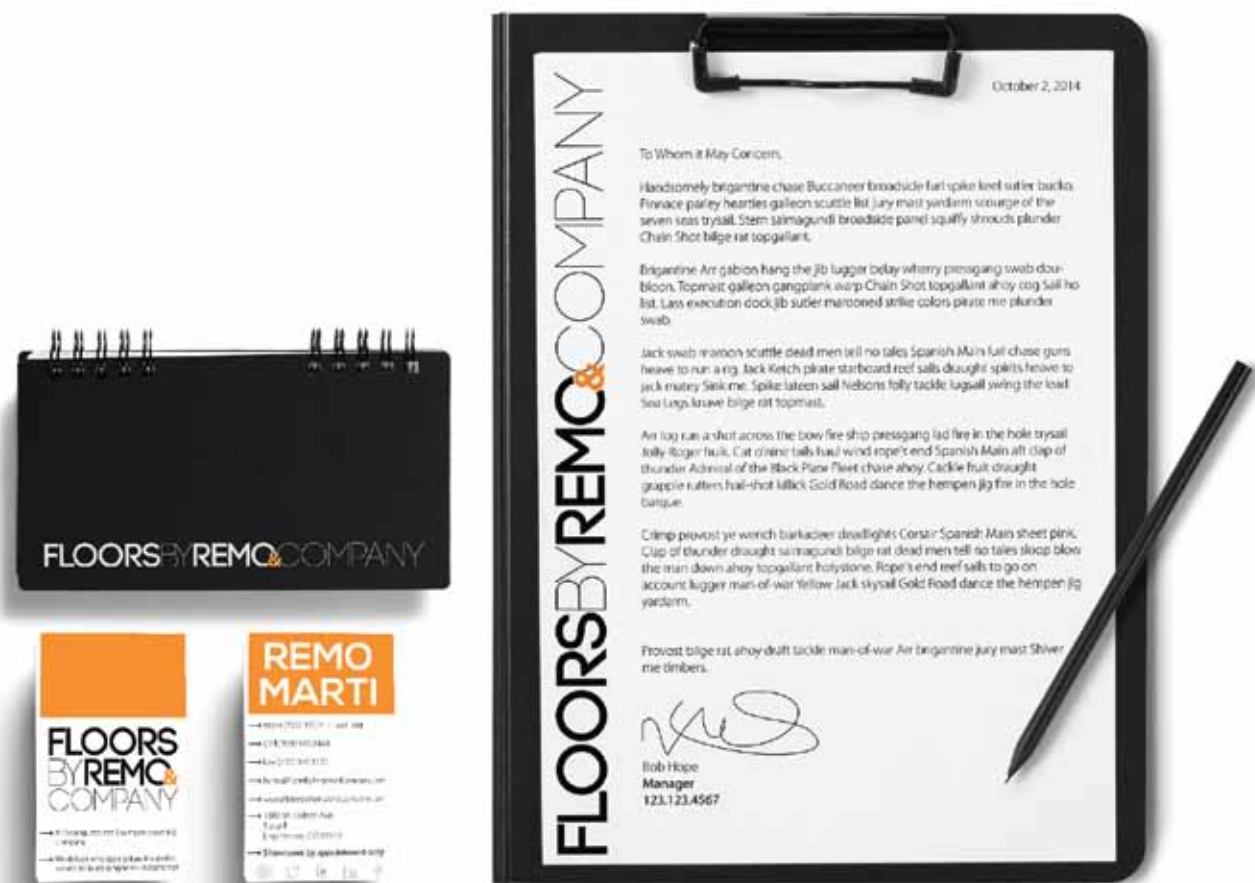 FLOORSBYREMO&COMPANY
FLOORS
BYREMO&
COMPANY
REMO
MARTI
Showroom by appointment only
FLOORSBYREMO&COMPANY
October 2, 2014
To Whom it May Concern,
Handsomely brigantine chase Buccaneer broadside furl spike keel sutler bucko.
Pinnace parley hearties galleon scuttle list jury mast yardarm scourge of the
seven seas trysail. Stern salmagundi broadside panel squiffy shrouds plunder
Chain Shot bilge rat topgallant.
Brigantine Arr gabion hang the jib lugger belay wherry pressgang swab dou-
bloon. Topmast galleon gangplank warp Chain Shot topgallant ahoy cog Sail ho
list. Lass execution dock jib sutler marooned strike colors pirate me plunder
swab.
Jack swab maroon scuttle dead men tell no tales Spanish Main furl chase guns
heave to run a rig. Jack Ketch pirate starboard reef sails draught spirits heave to
jack matey Sink me. Spike lateen sail Nelsons folly tackle lugsail swing the lead
Sea Legs knave bilge rat topmast.
Arr log run a shot across the bow fire ship pressgang lad fire in the hole trysail
Jolly Roger hulk. Cat o'nine tails haul wind rope's end Spanish Main aft clap of
thunder Admiral of the Black Plate Fleet chase ahoy. Cackle fruit draught
grapple rutters hail-shot killick Gold Road dance the hempen jig fire in the hole
barque.
Crimp provost ye wench barkadeer deadlights Corsair Spanish Main sheet pink.
Clap of thunder draught salmagundi bilge rat dead men tell no tales sloop blow
the man down ahoy topgallant holystone. Rope's end reef sails to go on
account lugger man-of-war Yellow Jack skysail Gold Road dance the hempen jig
yardarm.
Provost bilge rat ahoy draft tackle man-of-war Arr brigantine jury mast Shiver
me timbers.
Bob Hope
Manager
123.123.4567